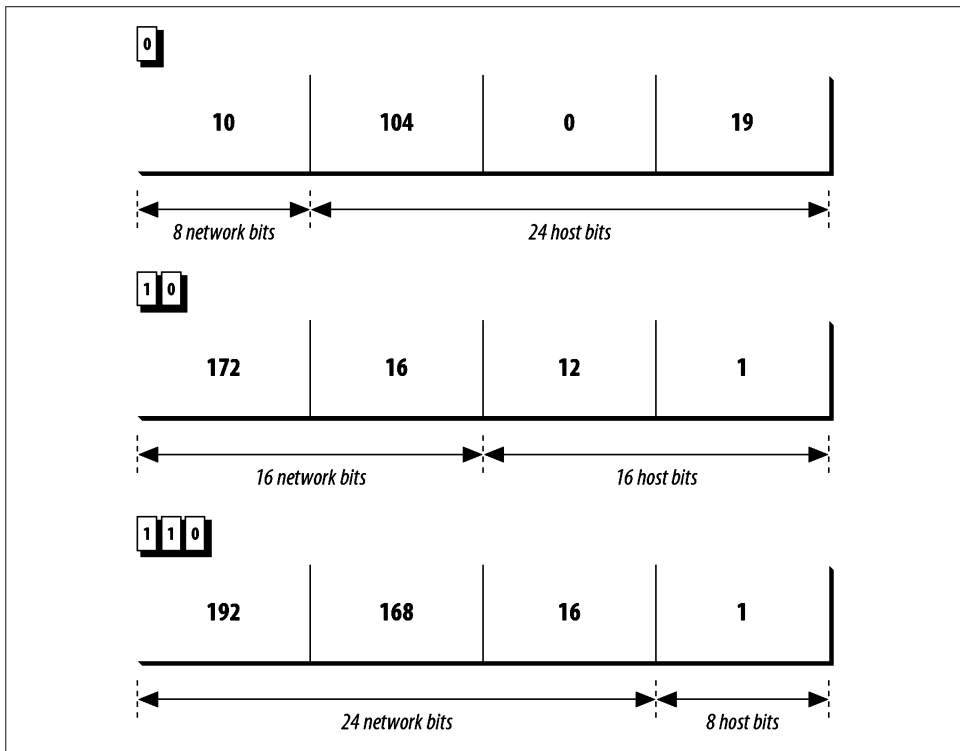 0
10 104 0 19
8 network bits 24 host bits
1 0
172 16 12 1
16 network bits 16 host bits
1 1 0
192 168 16 1
24 network bits 8 host bits